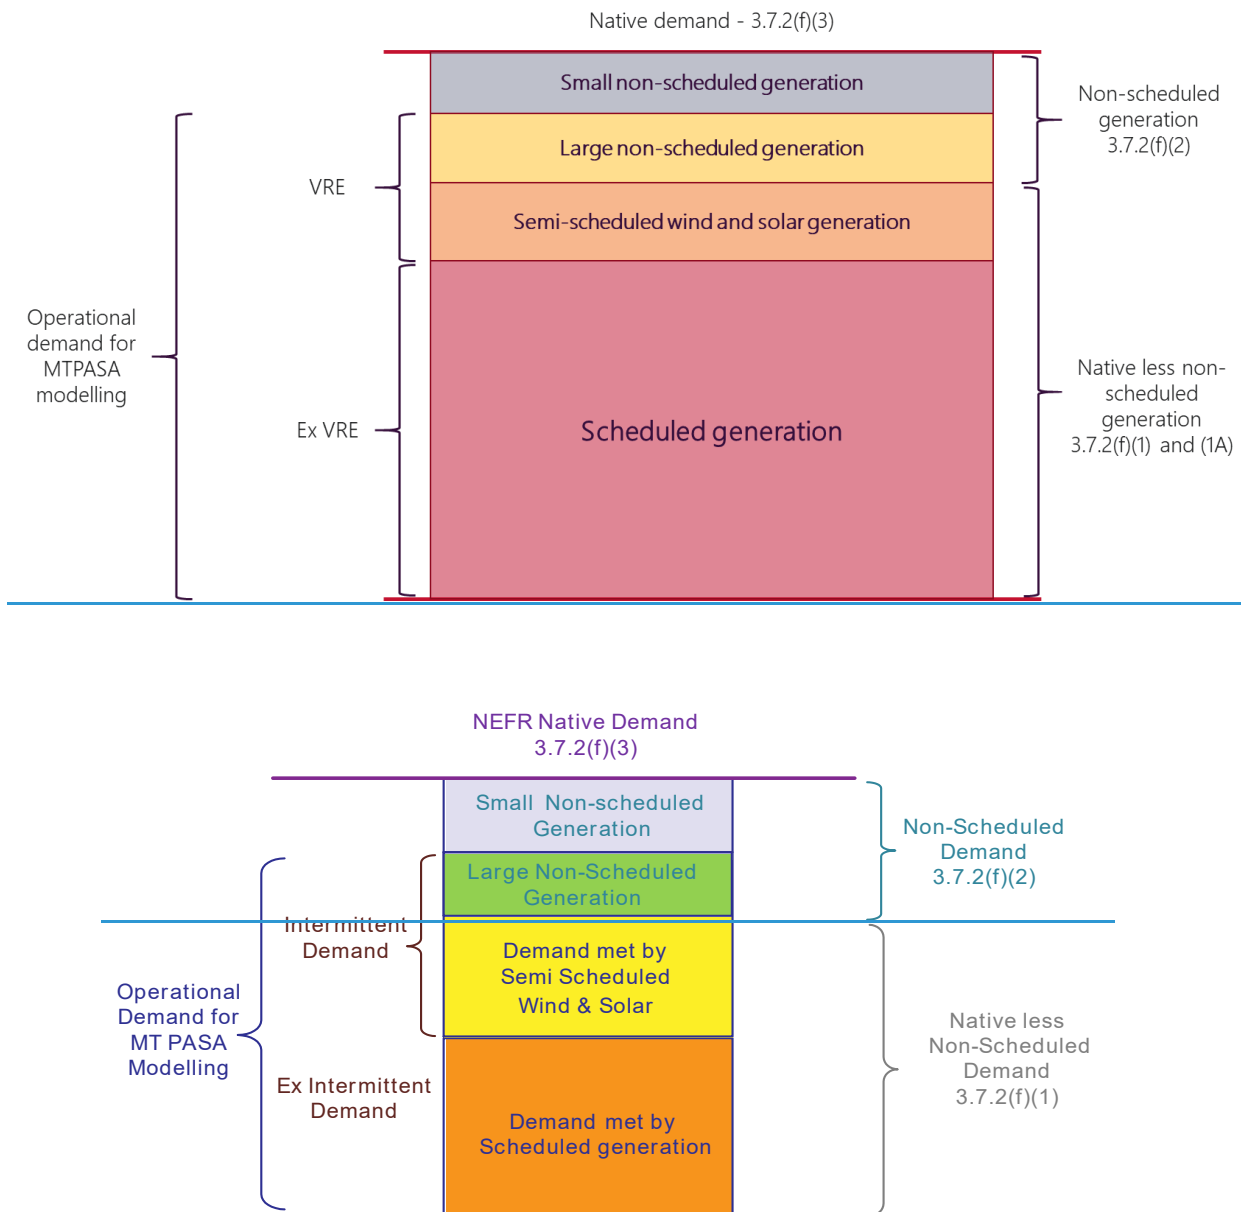 Native demand - 3.7.2(f)(3)
Small non-scheduled generation
Non-scheduled
generation
3.7.2(f)(2)
Large non-scheduled generation
VRE
Semi-scheduled wind and solar generation
Operational
demand for
MTPASA
modelling
Ex VRE
Scheduled generation
Native less non-
scheduled
generation
3.7.2(f)(1) and (1A)
NEFR Native Demand
3.7.2(f)(3)
Small Non-scheduled
Generation
Non-Scheduled
Demand
3.7.2(f)(2)
Large Non-Scheduled
Generation
Intermittent
Demand
Demand met by
Semi Scheduled
Wind & Solar
Operational
Demand for
MT PASA
Modelling
Native less
Non-Scheduled
Demand
3.7.2(f)(1)
Ex Intermittent
Demand
Demand met by
Scheduled generation